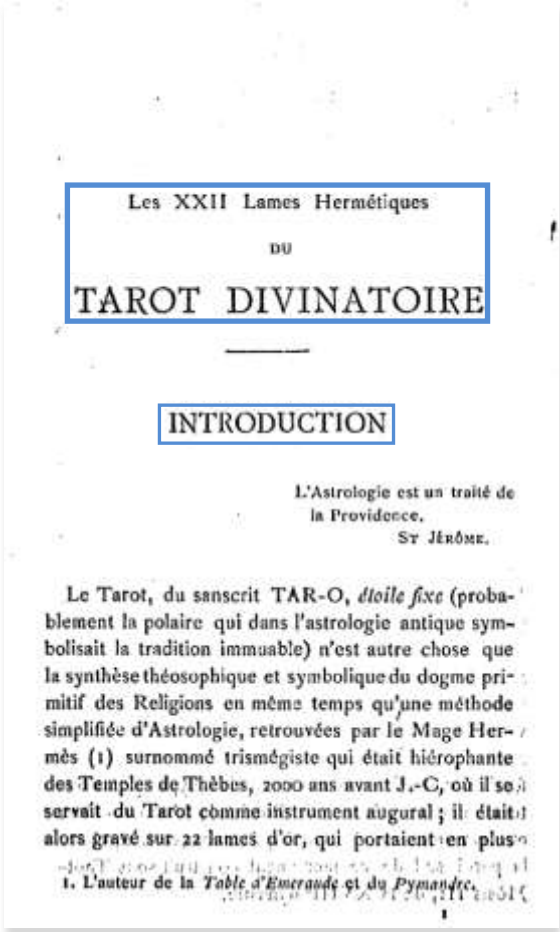 Les XXII Lames Hermétiques
DU
TAROT DIVINATOIRE
INTRODUCTION
L'Astrologie est un traité de
la Providence.
ST JÉRÔME.
Le Tarot, du sanscrit TAR-O, étoile fixe (proba-
blement la polaire qui dans l'astrologie antique sym-
bolisait la tradition immuable) n'est autre chose que
la synthèse théosophique et symbolique du dogme pri-
mitif des Religions en même temps qu'une méthode
simplifiée d'Astrologie, retrouvées par le Mage Her-
mès (1) surnommé trismégiste qui était hiérophante
des Temples de Thèbes, 2000 ans avant J.-C, où il se
servait du Tarot comme instrument augural ; il était
alors gravé sur 22 lames d'or, qui portaient en plus
1. L'auteur de la Table d'Emeraude et du Pymandre.
1